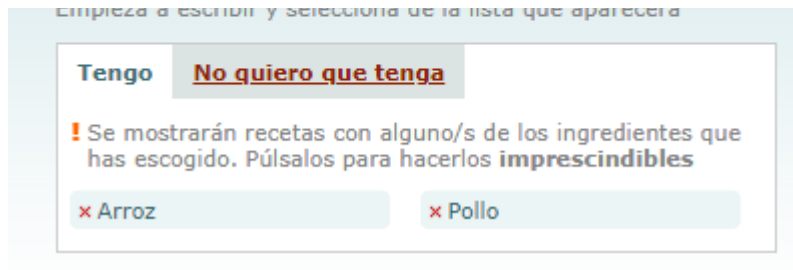 Empieza a escribir y selecciona de la lista que aparecerá
Tengo No quiero que tenga
! Se mostrarán recetas con alguno/s de los ingredientes que
has escogido. Púlsalos para hacerlos imprescindibles
× Arroz × Pollo